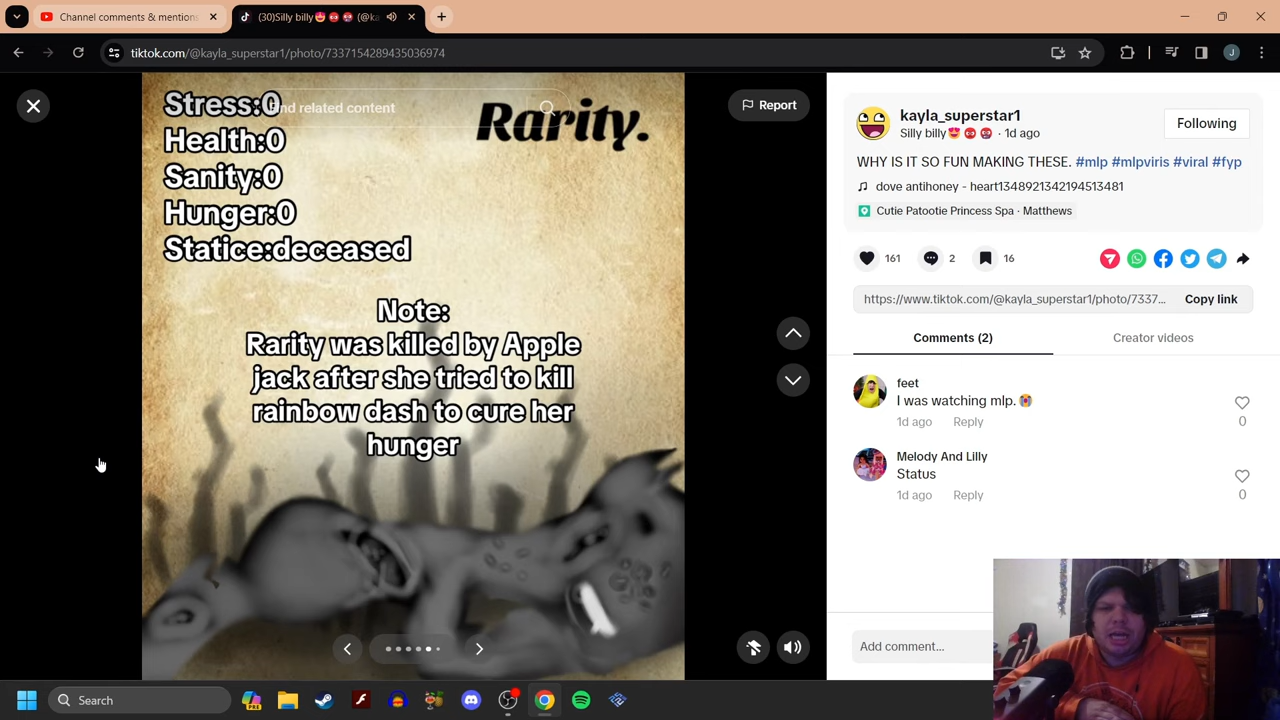 Channel comments & mentions
(30)Silly billy😍👹👹 (@ka
tiktok.com/@kayla_superstar1/photo/7337154289435036974
Find related content
Report
Stress:0
Health:0
Sanity:0
Hunger:0
Statice:deceased
Rarity.
Note:
Rarity was killed by Apple
jack after she tried to kill
rainbow dash to cure her
hunger
kayla_superstar1
Silly billy😍👹👹 · 1d ago
Following
WHY IS IT SO FUN MAKING THESE. #mlp #mlpviris #viral #fyp
dove antihoney - heart1348921342194513481
Cutie Patootie Princess Spa · Matthews
161
2
16
https://www.tiktok.com/@kayla_superstar1/photo/7337...
Copy link
Comments (2)
Creator videos
feet
I was watching mlp.😭
1d ago
Reply
0
Melody And Lilly
Status
1d ago
Reply
0
Add comment...
Search
PRE
J